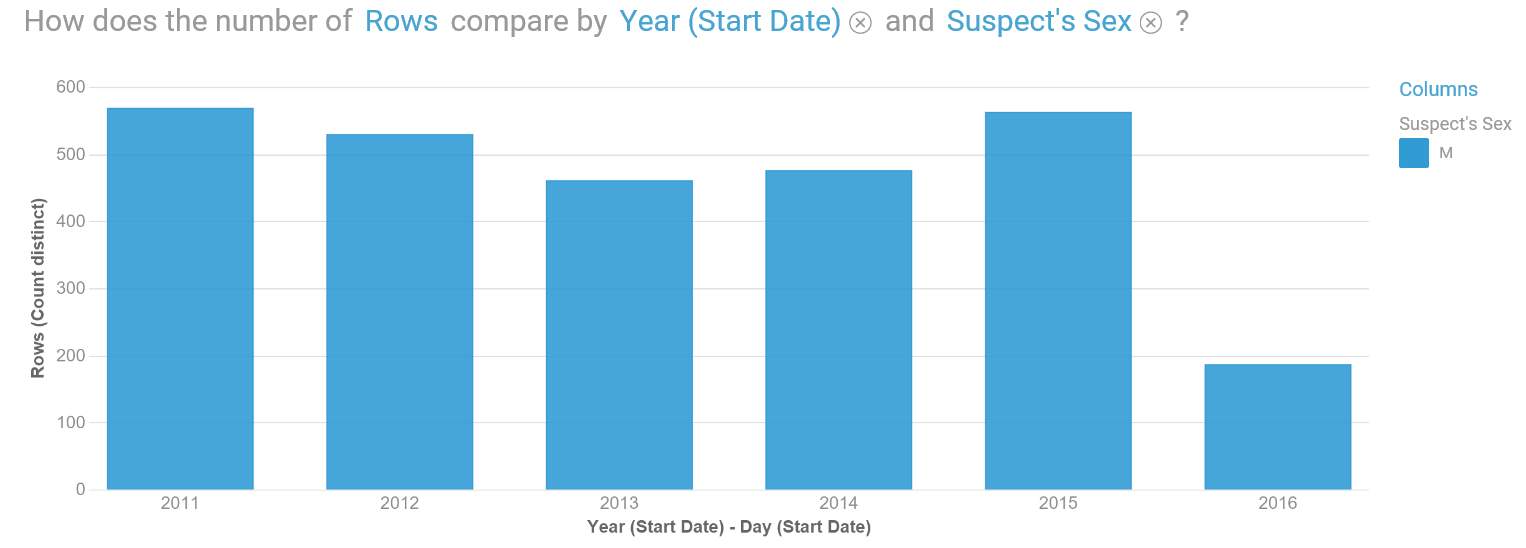 How does the number of Rows compare by Year (Start Date) and Suspect's Sex ?
Columns
Suspect's Sex
M
Rows (Count distinct)
600
500
400
300
200
100
0
2011 2012 2013 2014 2015 2016
Year (Start Date) - Day (Start Date)